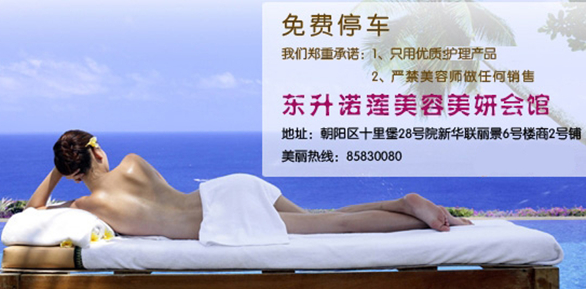 免费停车
我们郑重承诺：1、只用优质护理产品
2、严禁美容师做任何销售
东升诺莲美容美妍会馆
地址：朝阳区十里堡28号院新华联丽景6号楼商2号铺
美丽热线：85830080